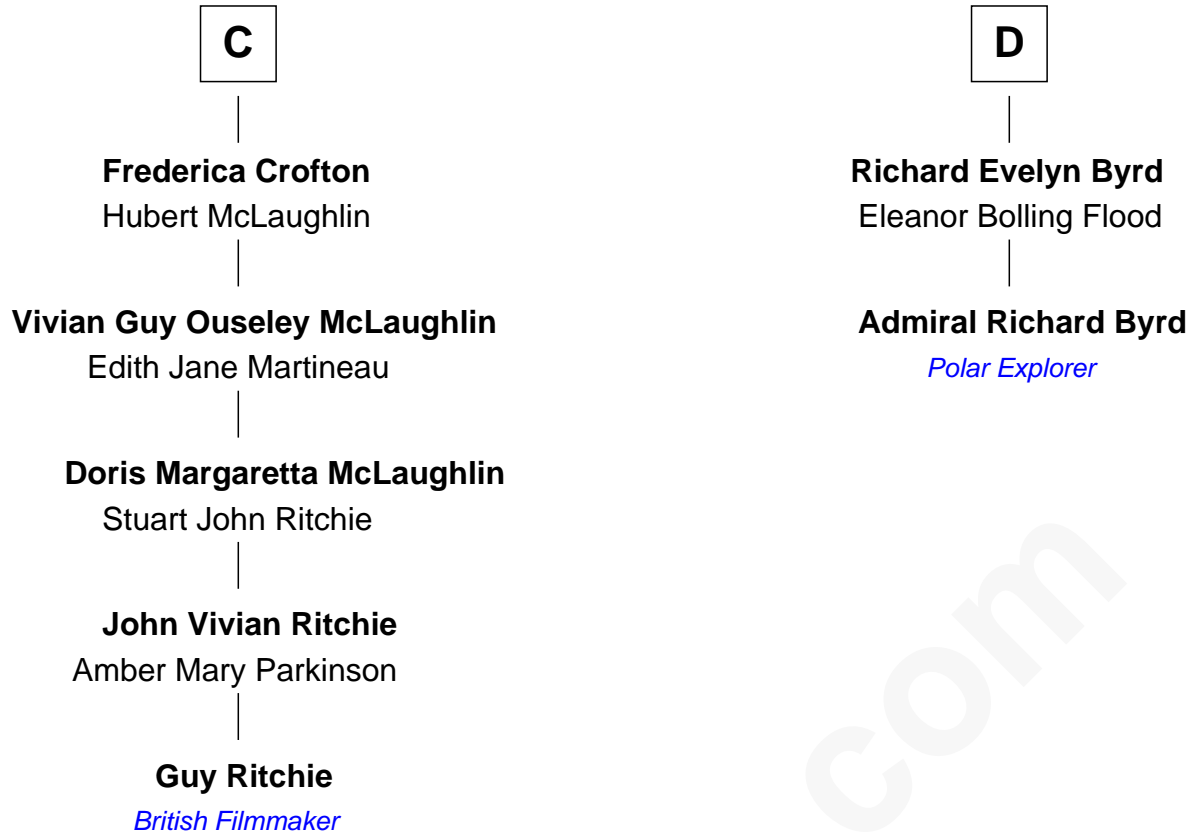 C
Frederica Crofton
Hubert McLaughlin
Vivian Guy Ouseley McLaughlin
Edith Jane Martineau
Doris Margaretta McLaughlin
Stuart John Ritchie
John Vivian Ritchie
Amber Mary Parkinson
Guy Ritchie
British Filmmaker
D
Richard Evelyn Byrd
Eleanor Bolling Flood
Admiral Richard Byrd
Polar Explorer
com